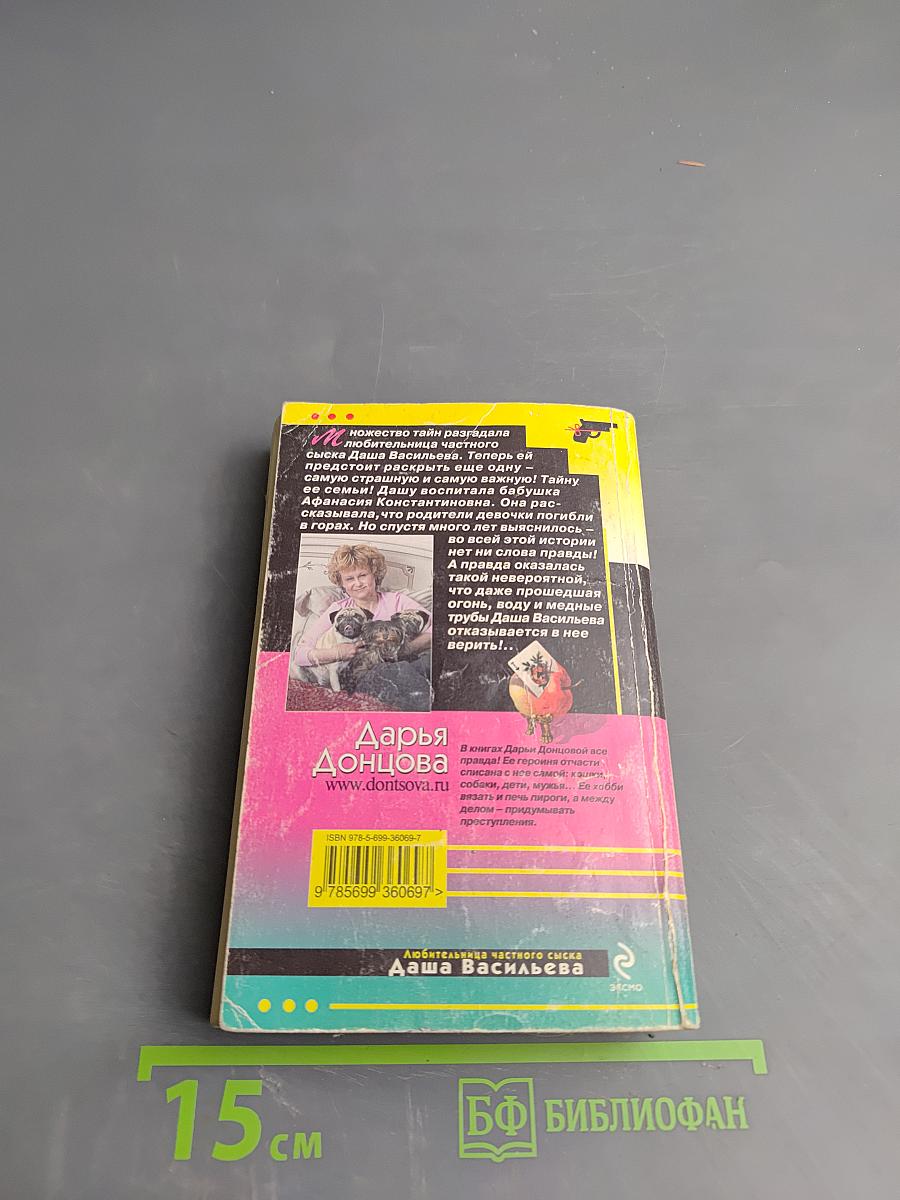 Множество тайн разгадала
любительница частного
сыска Даша Васильева. Теперь ей
предстоит раскрыть еще одну –
самую страшную и самую важную! Тайну
ее семьи! Дашу воспитала бабушка
Афанасия Константиновна. Она рас-
сказывала, что родители девочки погибли
в горах. Но спустя много лет выяснилось –
во всей этой истории
нет ни слова правды!
А правда оказалась
такой невероятной,
что даже прошедшая
огонь, воду и медные
трубы Даша Васильева
отказывается в нее
верить!..
Дарья
Донцова
www.dontsova.ru
В книгах Дарьи Донцовой все
правда! Ее героиня отчасти
списана с нее самой: кошки,
собаки, дети, мужья... Ее хобби
вязать и печь пироги, а между
делом – придумывать
преступления.
ISBN 978-5-699-36069-7
9 785699 360697 >
Любительница частного сыска
Даша Васильева
ЭКСМО
15 см
БФ БИБЛИОФАН